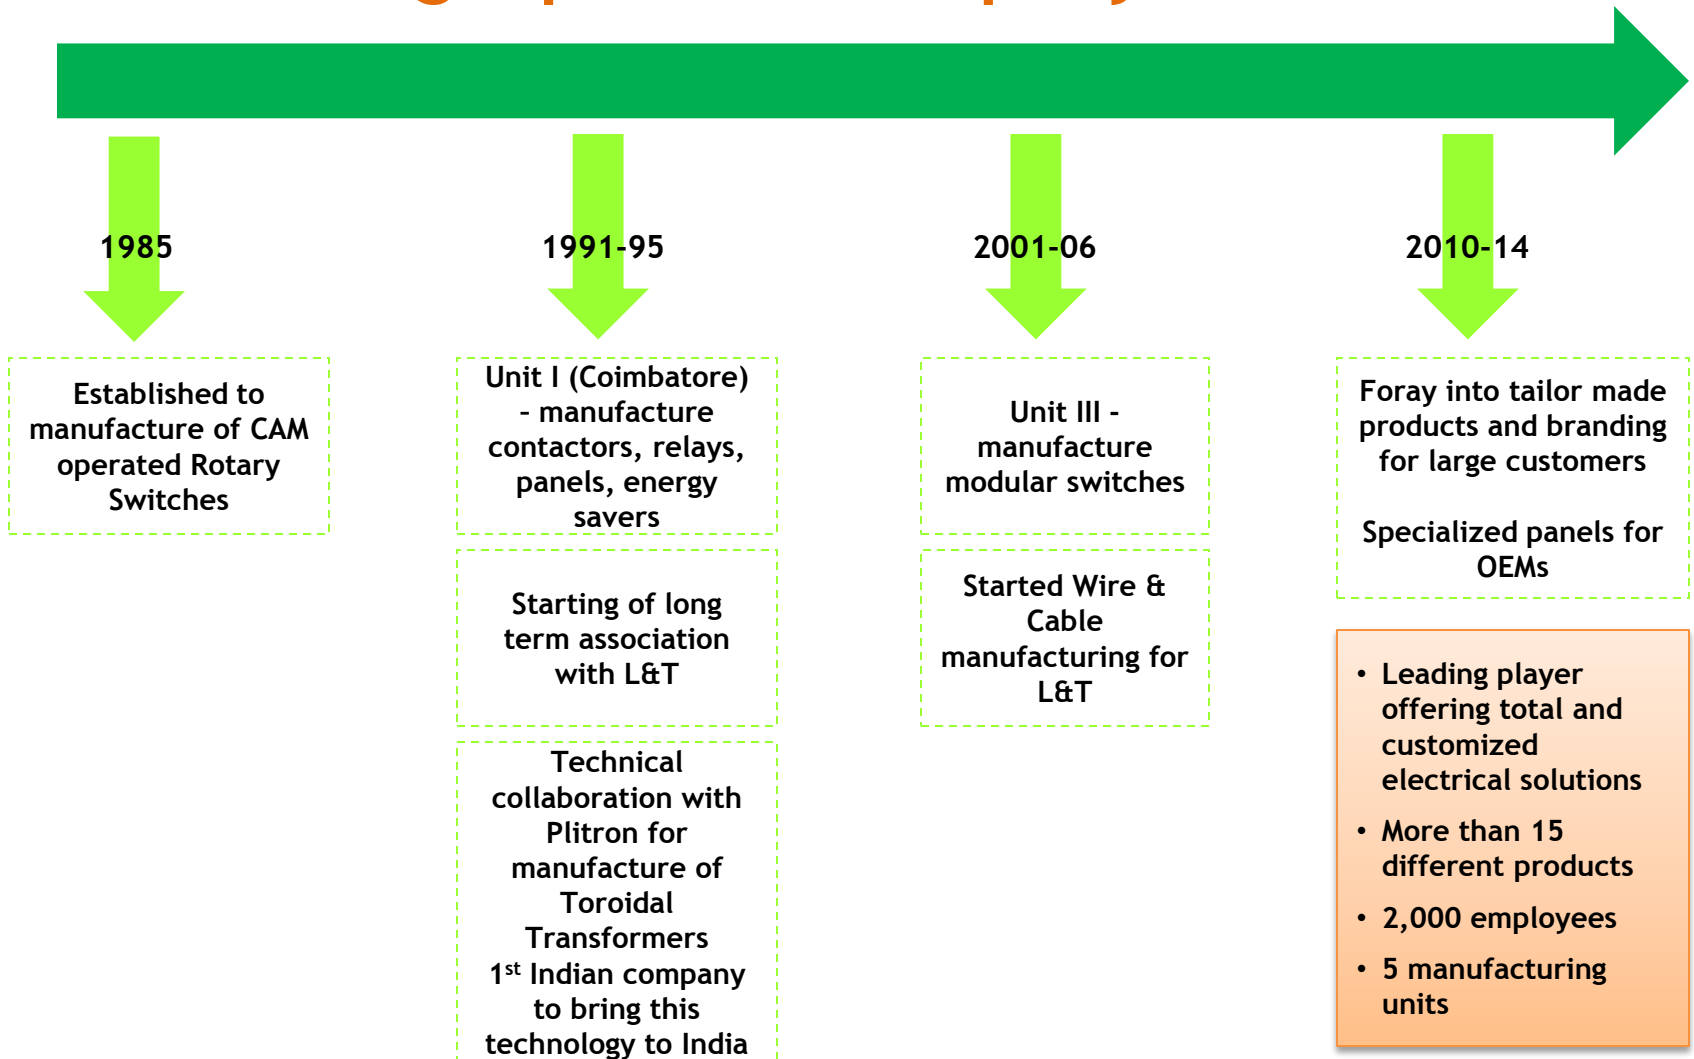 1985
Established to
manufacture of CAM
operated Rotary
Switches
1991-95
Unit I (Coimbatore)
- manufacture
contactors, relays,
panels, energy
savers
Starting of long
term association
with L&T
Technical
collaboration with
Plitron for
manufacture of
Toroidal
Transformers
1st Indian company
to bring this
technology to India
2001-06
Unit III -
manufacture
modular switches
Started Wire &
Cable
manufacturing for
L&T
2010-14
Foray into tailor made
products and branding
for large customers
Specialized panels for
OEMs
• Leading player
offering total and
customized
electrical solutions
• More than 15
different products
• 2,000 employees
• 5 manufacturing
units